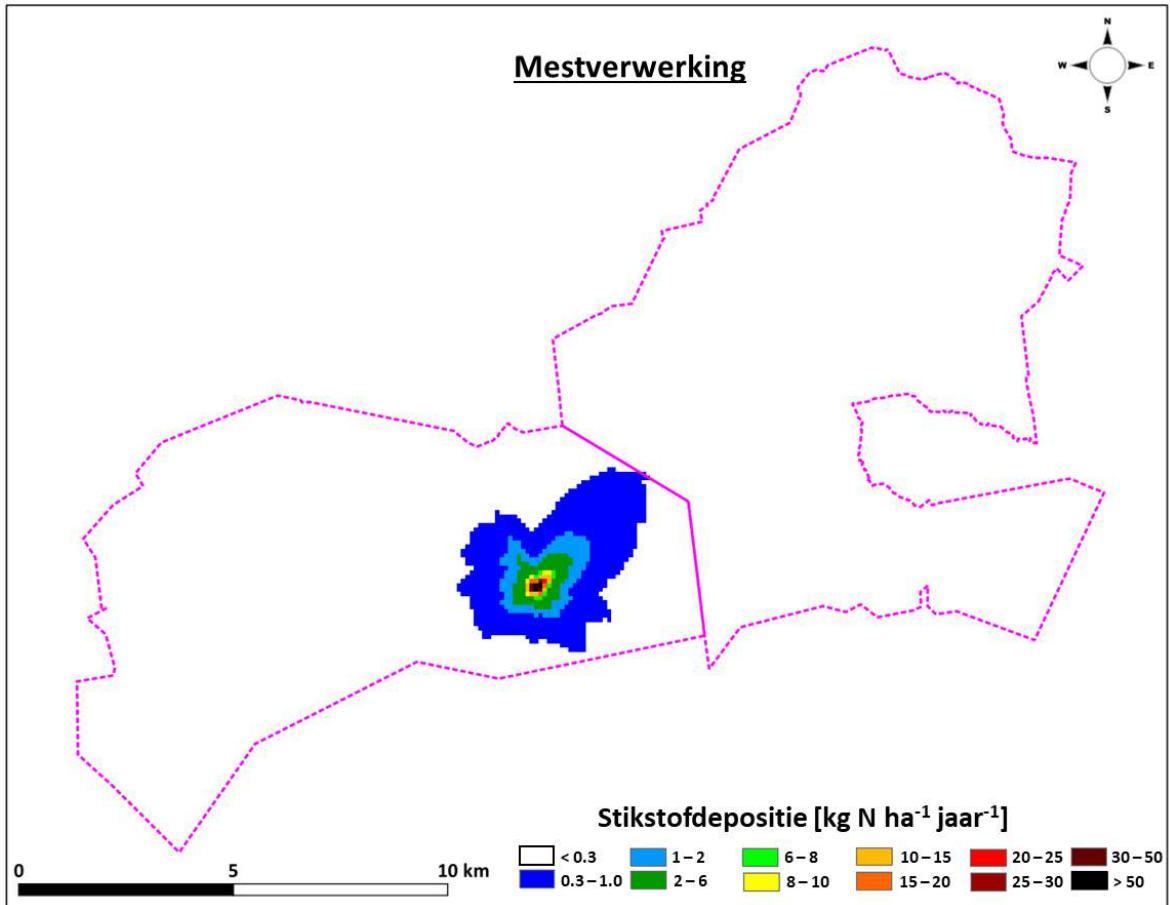 Mestverwerking
N
W E
S
Stikstofdepositie [kg N ha⁻¹ jaar⁻¹]
< 0.3 1 – 2 6 – 8 10 – 15 20 – 25 30 – 50
0.3 – 1.0 2 – 6 8 – 10 15 – 20 25 – 30 > 50
0 5 10 km